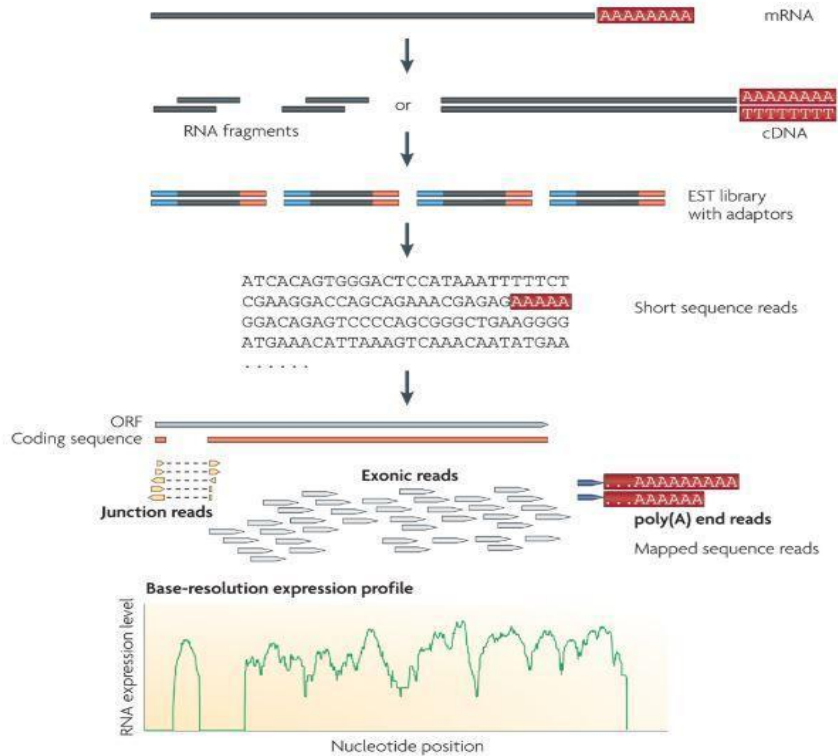 AAAAAAAA
mRNA
AAAAAAAA
or
TTTTTTTT
RNA fragments
cDNA
EST library
with adaptors
ATCACAGTGGGACTCCATAAATTTTTCT
CGAAGGACCAGCAGAAACGAGAGAAAAA
GGACAGAGTCCCCAGCGGGCTGAAGGGG
ATGAAACATTAAAGTCAAACAATATGAA
......
Short sequence reads
ORF
Coding sequence
Exonic reads
...AAAAAAAAA
...AAAAAA
Junction reads
poly(A) end reads
Mapped sequence reads
Base-resolution expression profile
RNA expression level
Nucleotide position